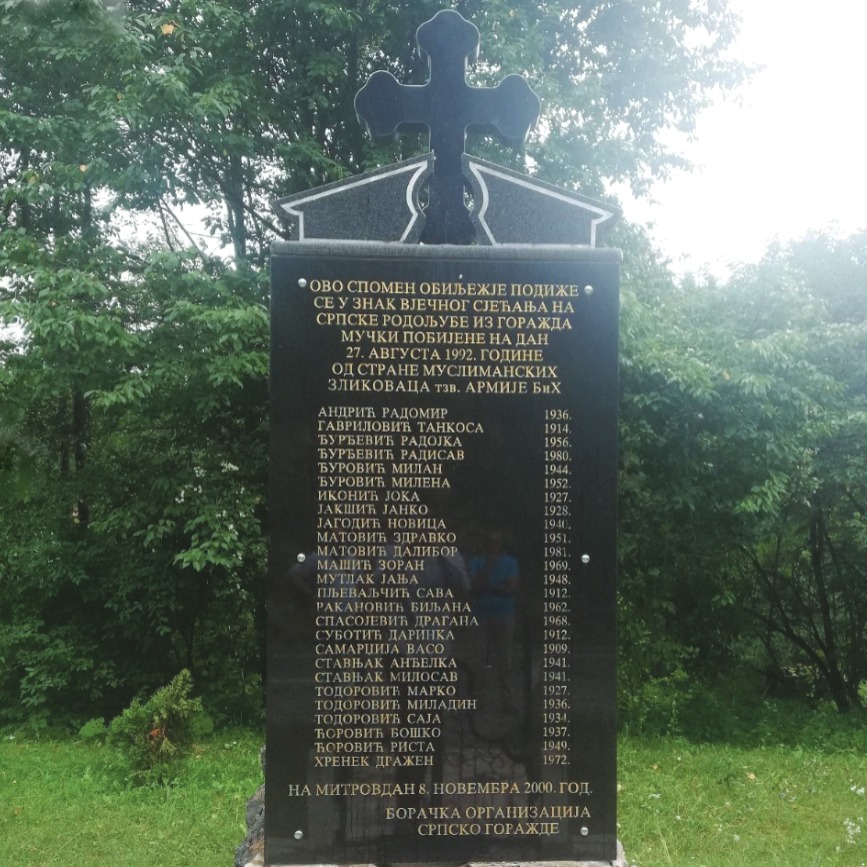 ОВО СПОМЕН ОБИЉЕЖЈЕ ПОДИЖЕ
СЕ У ЗНАК ВЈЕЧНОГ СЈЕЋАЊА НА
СРПСКЕ РОДОЉУБЕ ИЗ ГОРАЖДА
МУЧКИ ПОБИЈЕНЕ НА ДАН
27. АВГУСТА 1992. ГОДИНЕ
ОД СТРАНЕ МУСЛИМАНСКИХ
ЗЛИКОВАЦА тзв. АРМИЈЕ БиХ
АНДРИЋ РАДОМИР 1936.
ГАВРИЛОВИЋ ТАНКОСА 1914.
ЂУРЂЕВИЋ РАДОЈКА 1956.
ЂУРЂЕВИЋ РАДИСАВ 1980.
ЂУРОВИЋ МИЛАН 1944.
ЂУРОВИЋ МИЛЕНА 1952.
ИКОНИЋ ЈОКА 1927.
ЈАКШИЋ ЈАНКО 1928.
ЈАГОДИЋ НОВИЦА 1940.
МАТОВИЋ ЗДРАВКО 1951.
МАТОВИЋ ДАЛИБОР 1981.
МАШИЋ ЗОРАН 1969.
МУТЛАК ЈАЊА 1948.
ПЉЕВАЉЧИЋ САВА 1912.
РАКАНОВИЋ БИЉАНА 1962.
СПАСОЈЕВИЋ ДРАГАНА 1968.
СУБОТИЋ ДАРИНКА 1912.
САМАРЏИЈА ВАСО 1909.
СТАВЊАК АНЂЕЛКА 1941.
СТАВЊАК МИЛОСАВ 1941.
ТОДОРОВИЋ МАРКО 1927.
ТОДОРОВИЋ МИЛАДИН 1936.
ТОДОРОВИЋ САЈА 1934.
ЋОРОВИЋ БОШКО 1937.
ЋОРОВИЋ РИСТА 1949.
ХРЕНЕК ДРАЖЕН 1972.
НА МИТРОВДАН 8. НОВЕМБРА 2000. ГОД.
БОРАЧКА ОРГАНИЗАЦИЈА
СРПСКО ГОРАЖДЕ